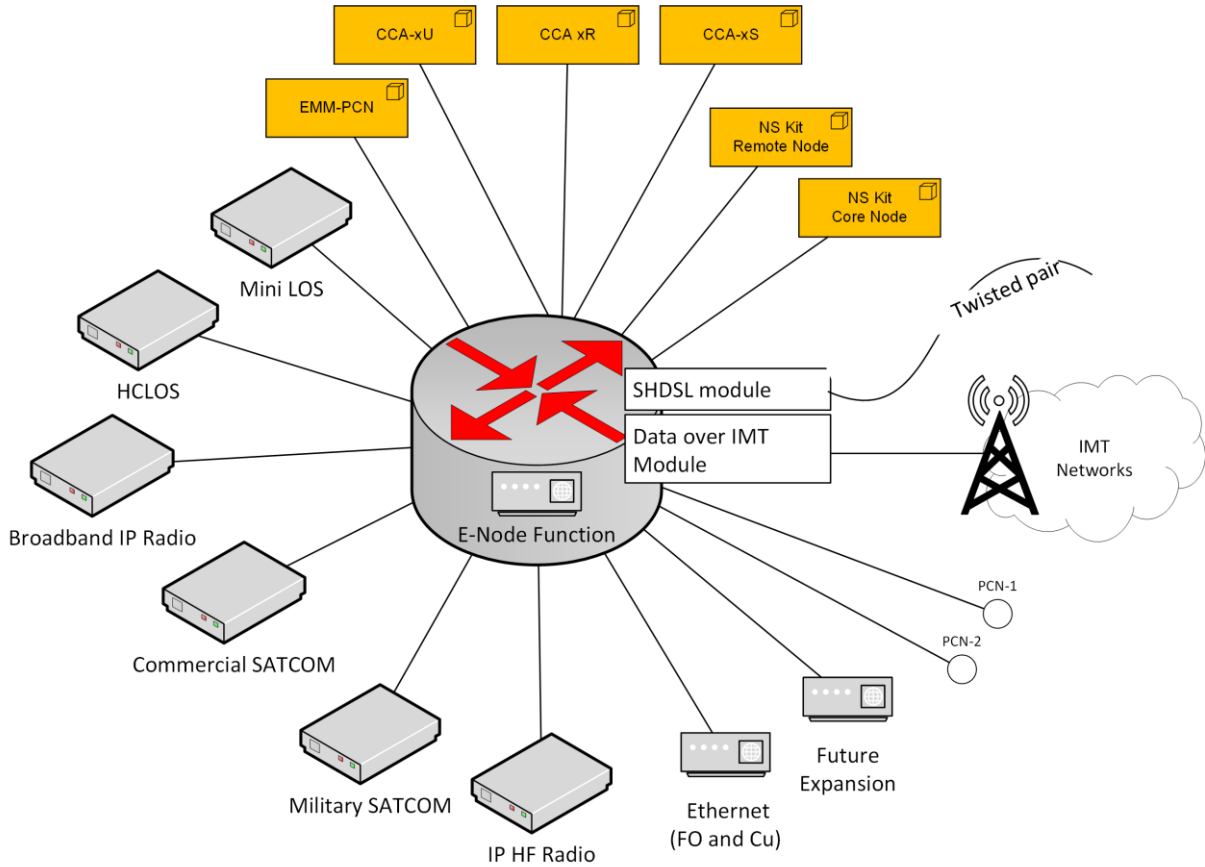 CCA-xU
CCA xR
CCA-xS
EMM-PCN
NS Kit
Remote Node
NS Kit
Core Node
Mini LOS
Twisted pair
HCLOS
SHDSL module
Data over IMT
Module
IMT
Networks
Broadband IP Radio
E-Node Function
PCN-1
PCN-2
Commercial SATCOM
Military SATCOM
IP HF Radio
Ethernet
(FO and Cu)
Future
Expansion